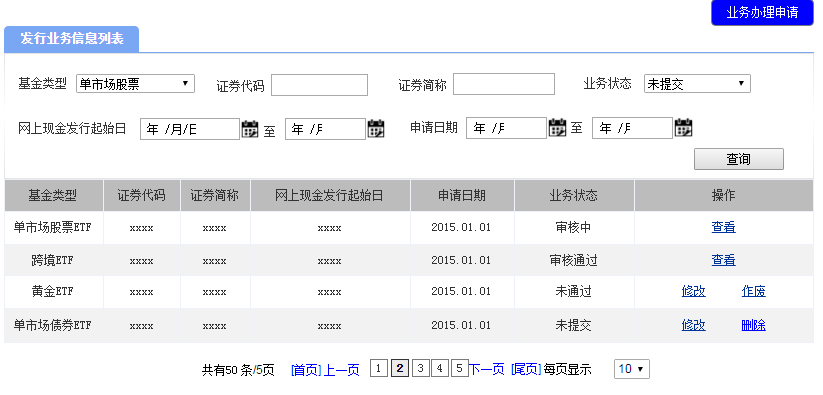 业务办理申请
发行业务信息列表
基金类型 单市场股票 证券代码 证券简称 业务状态 未提交
网上现金发行起始日 年 /月/日 至 年 /月 申请日期 年 /月 至 年 /月
查询
基金类型 证券代码 证券简称 网上现金发行起始日 申请日期 业务状态 操作
单市场股票ETF xxxx xxxx xxxx 2015.01.01 审核中 查看
跨境ETF xxxx xxxx xxxx 2015.01.01 审核通过 查看
黄金ETF xxxx xxxx xxxx 2015.01.01 未通过 修改 作废
单市场债券ETF xxxx xxxx xxxx 2015.01.01 未提交 修改 删除
共有50 条/5页 [首页] 上一页 1 2 3 4 5 下一页 [尾页] 每页显示 10